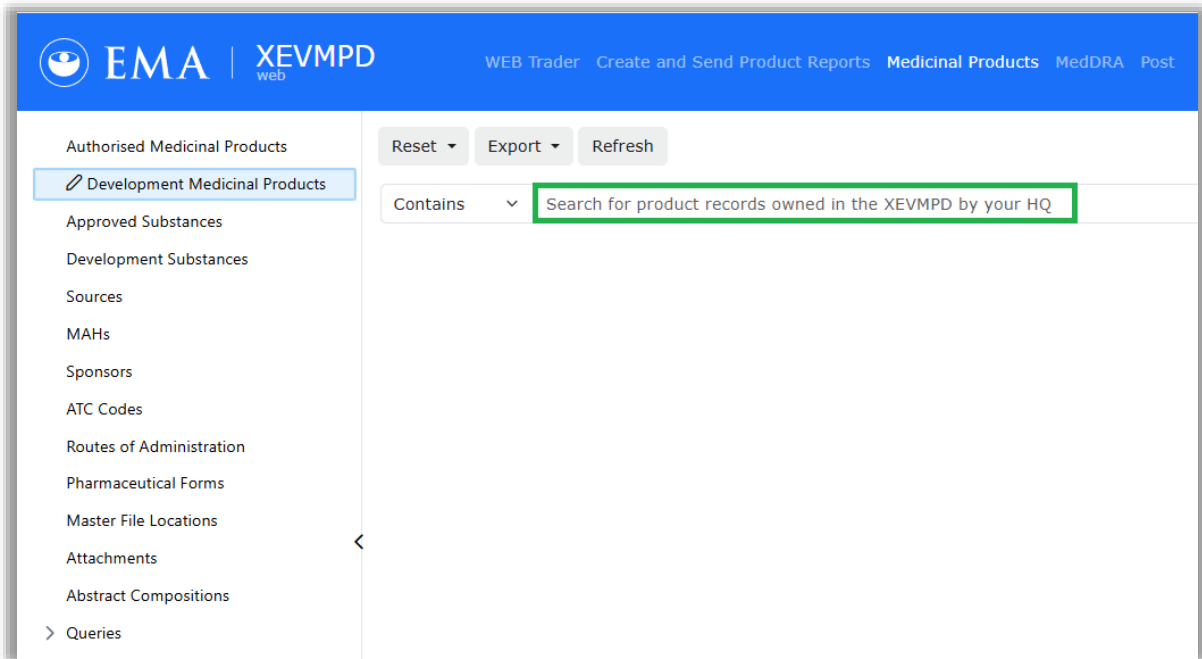 EMA | XEVMPD
web
WEB Trader Create and Send Product Reports Medicinal Products MedDRA Post
Authorised Medicinal Products
Development Medicinal Products
Approved Substances
Development Substances
Sources
MAHs
Sponsors
ATC Codes
Routes of Administration
Pharmaceutical Forms
Master File Locations
Attachments
Abstract Compositions
Queries
Reset Export Refresh
Contains Search for product records owned in the XEVMPD by your HQ